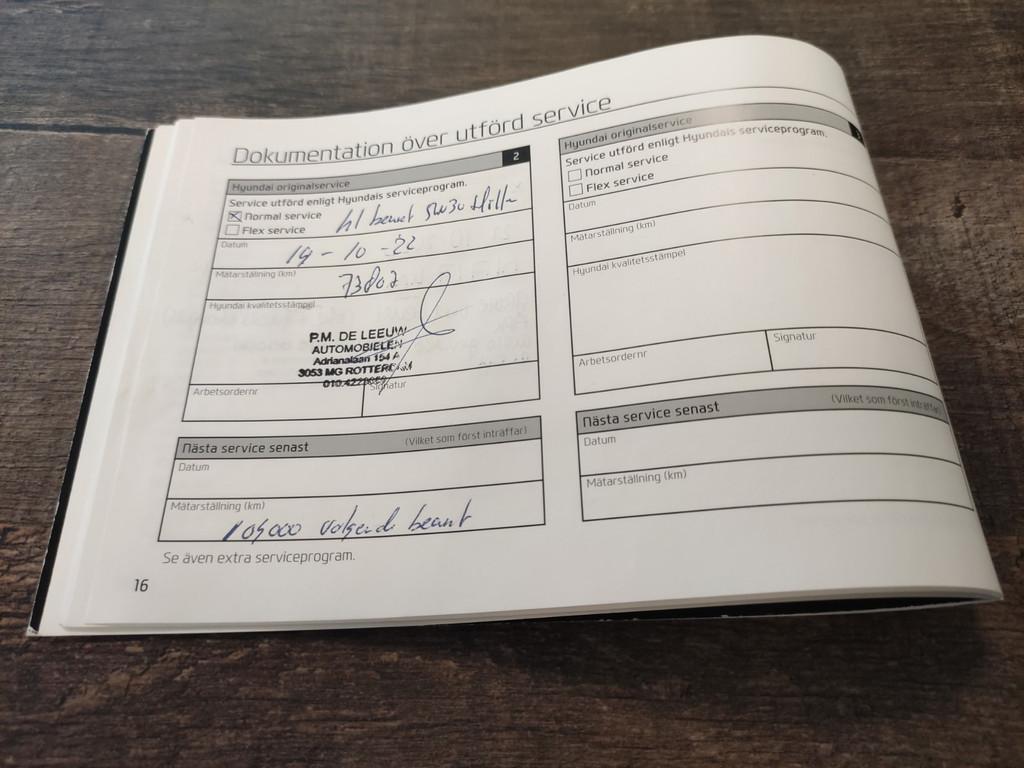 Dokumentation över utförd service
Hyundai originalservice 2
Service utförd enligt Hyundais serviceprogram.
Normal service
Flex service
Datum
19-10-22
Mätarställning (km)
73802
Hyundai kvalitetsstämpel
P.M. DE LEEUW
AUTOMOBIELEN
Adrianalaan 154 A
3053 MG
Arbetsordernr
Signatur
Nästa service senast (Vilket som först inträffar)
Datum
Mätarställning (km)
105000 volgende beurt
Se även extra serviceprogram.
16
Hyundai originalservice
Service utförd enligt Hyundais serviceprogram.
Normal service
Flex service
Datum
Mätarställning (km)
Hyundai kvalitetsstämpel
Arbetsordernr
Signatur
Nästa service senast (Vilket som först inträffar)
Datum
Mätarställning (km)